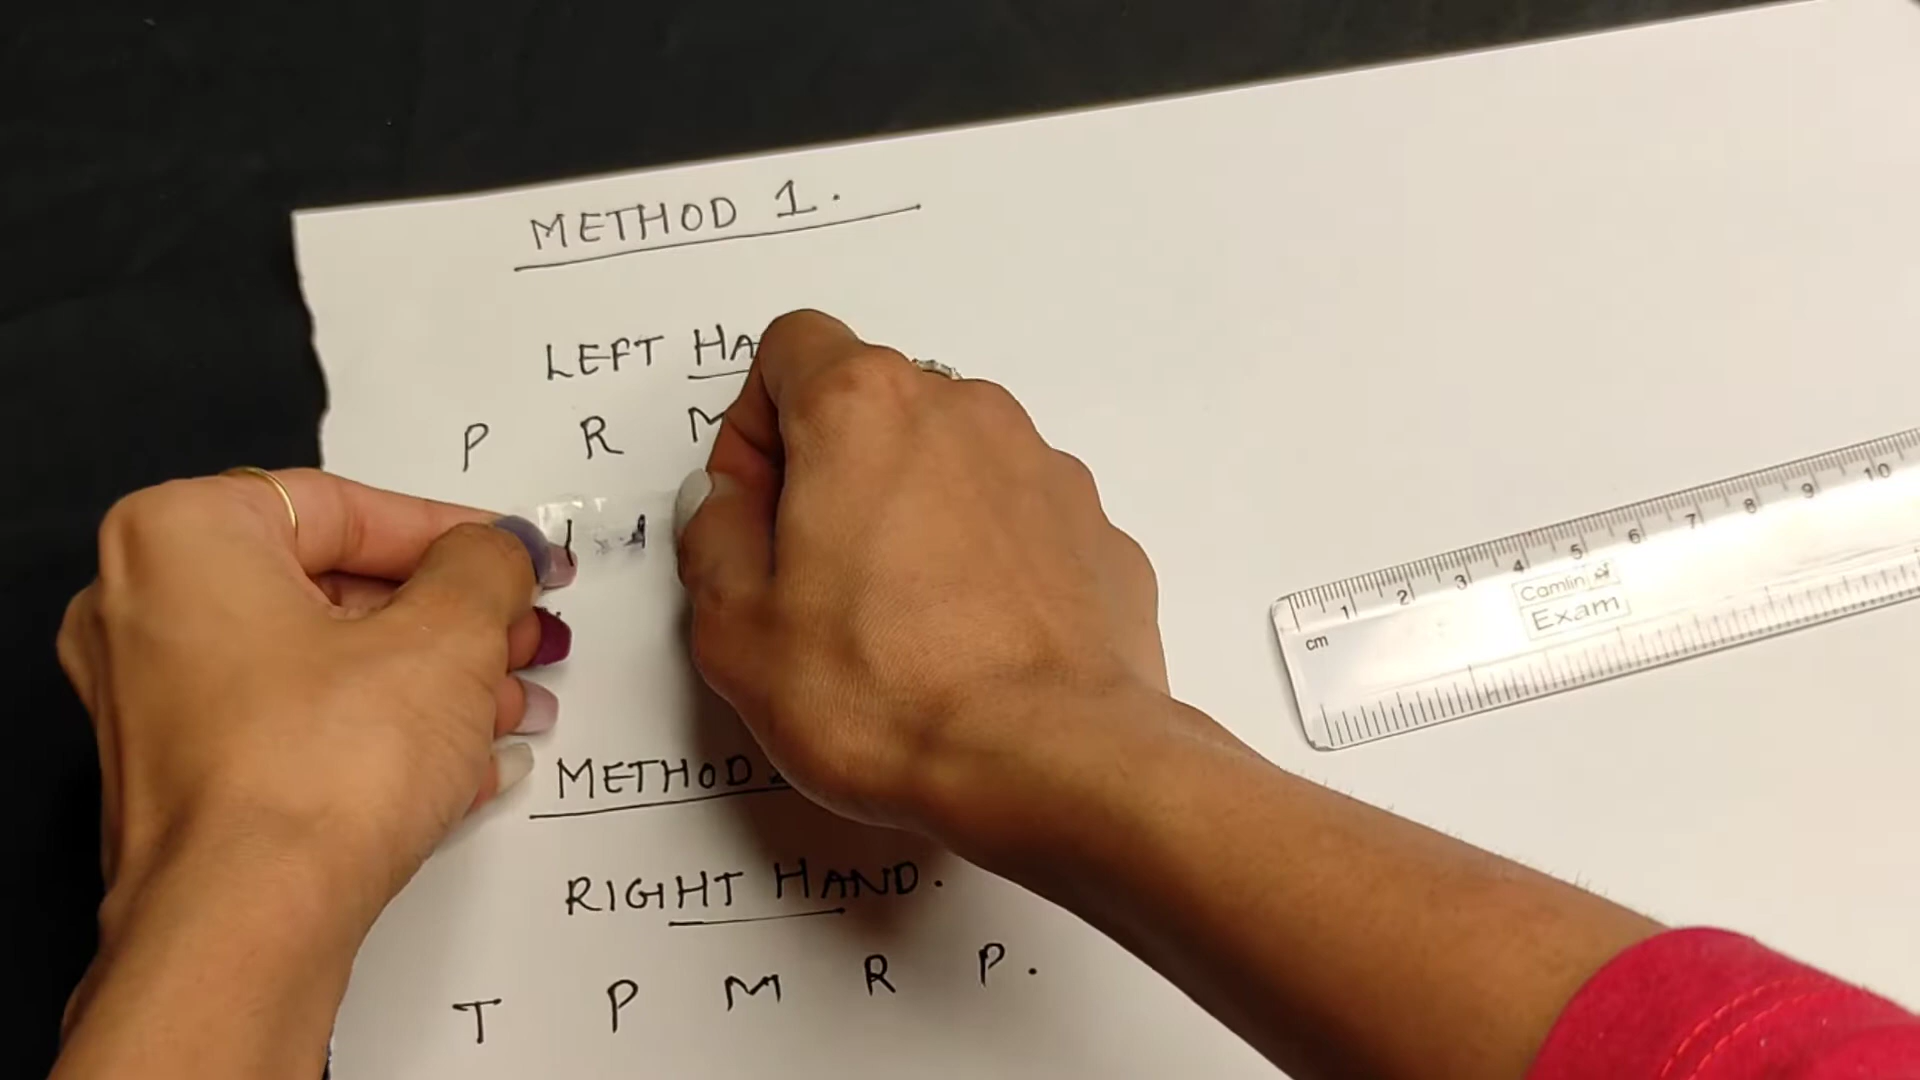 METHOD 1.
LEFT HA
P R M
METHOD
RIGHT HAND.
T P M R P.
1 2 3 4 5 6 7 8 9 10
cm
Camlin
Exam